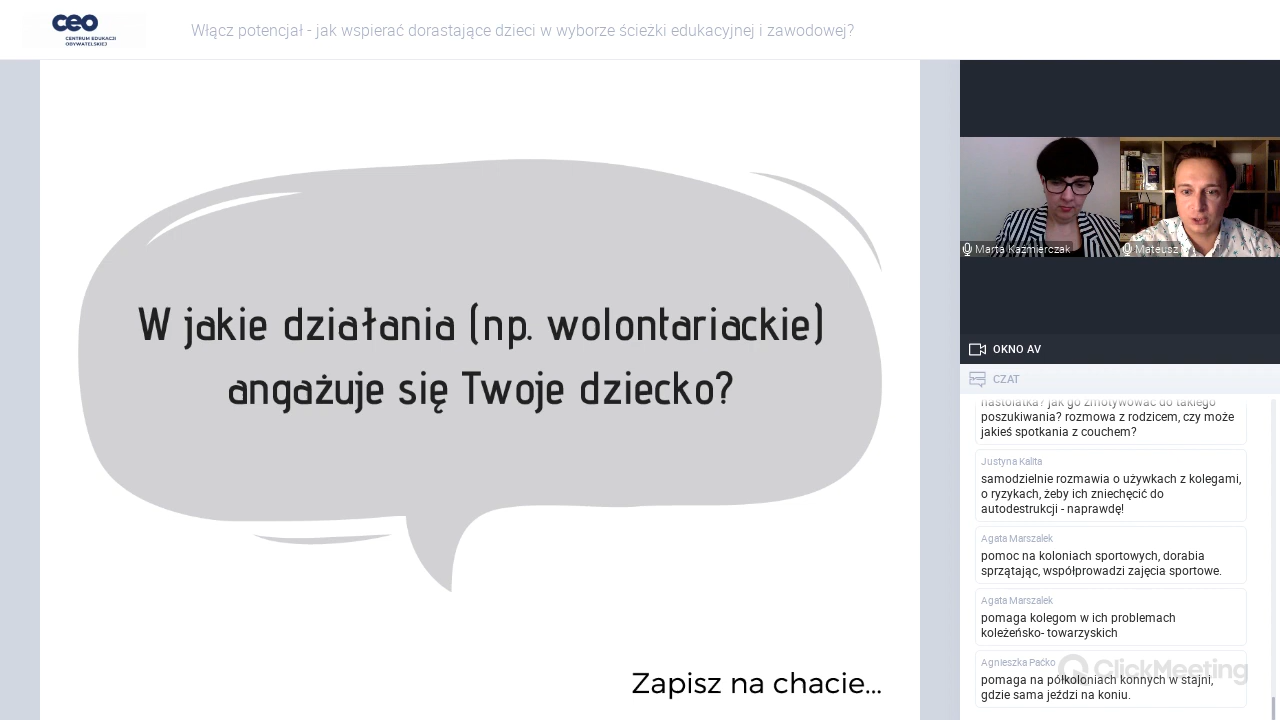 ceo
CENTRUM EDUKACJI
OBYWATELSKIEJ
Włącz potencjał - jak wspierać dorastające dzieci w wyborze ścieżki edukacyjnej i zawodowej?
W jakie działania (np. wolontariackie)
angażuje się Twoje dziecko?
Zapisz na chacie...
Marta Kaźmierczak
Mateusz
OKNO AV
CZAT
nastolatka? jak go zmotywować do takiego
poszukiwania? rozmowa z rodzicem, czy może
jakieś spotkania z couchem?
Justyna Kalita
samodzielnie rozmawia o używkach z kolegami,
o ryzykach, żeby ich zniechęcić do
autodestrukcji - naprawdę!
Agata Marszalek
pomoc na koloniach sportowych, dorabia
sprzątając, współprowadzi zajęcia sportowe.
Agata Marszalek
pomaga kolegom w ich problemach
koleżeńsko- towarzyskich
Agnieszka Paćko
pomaga na półkoloniach konnych w stajni,
gdzie sama jeździ na koniu.
ClickMeeting